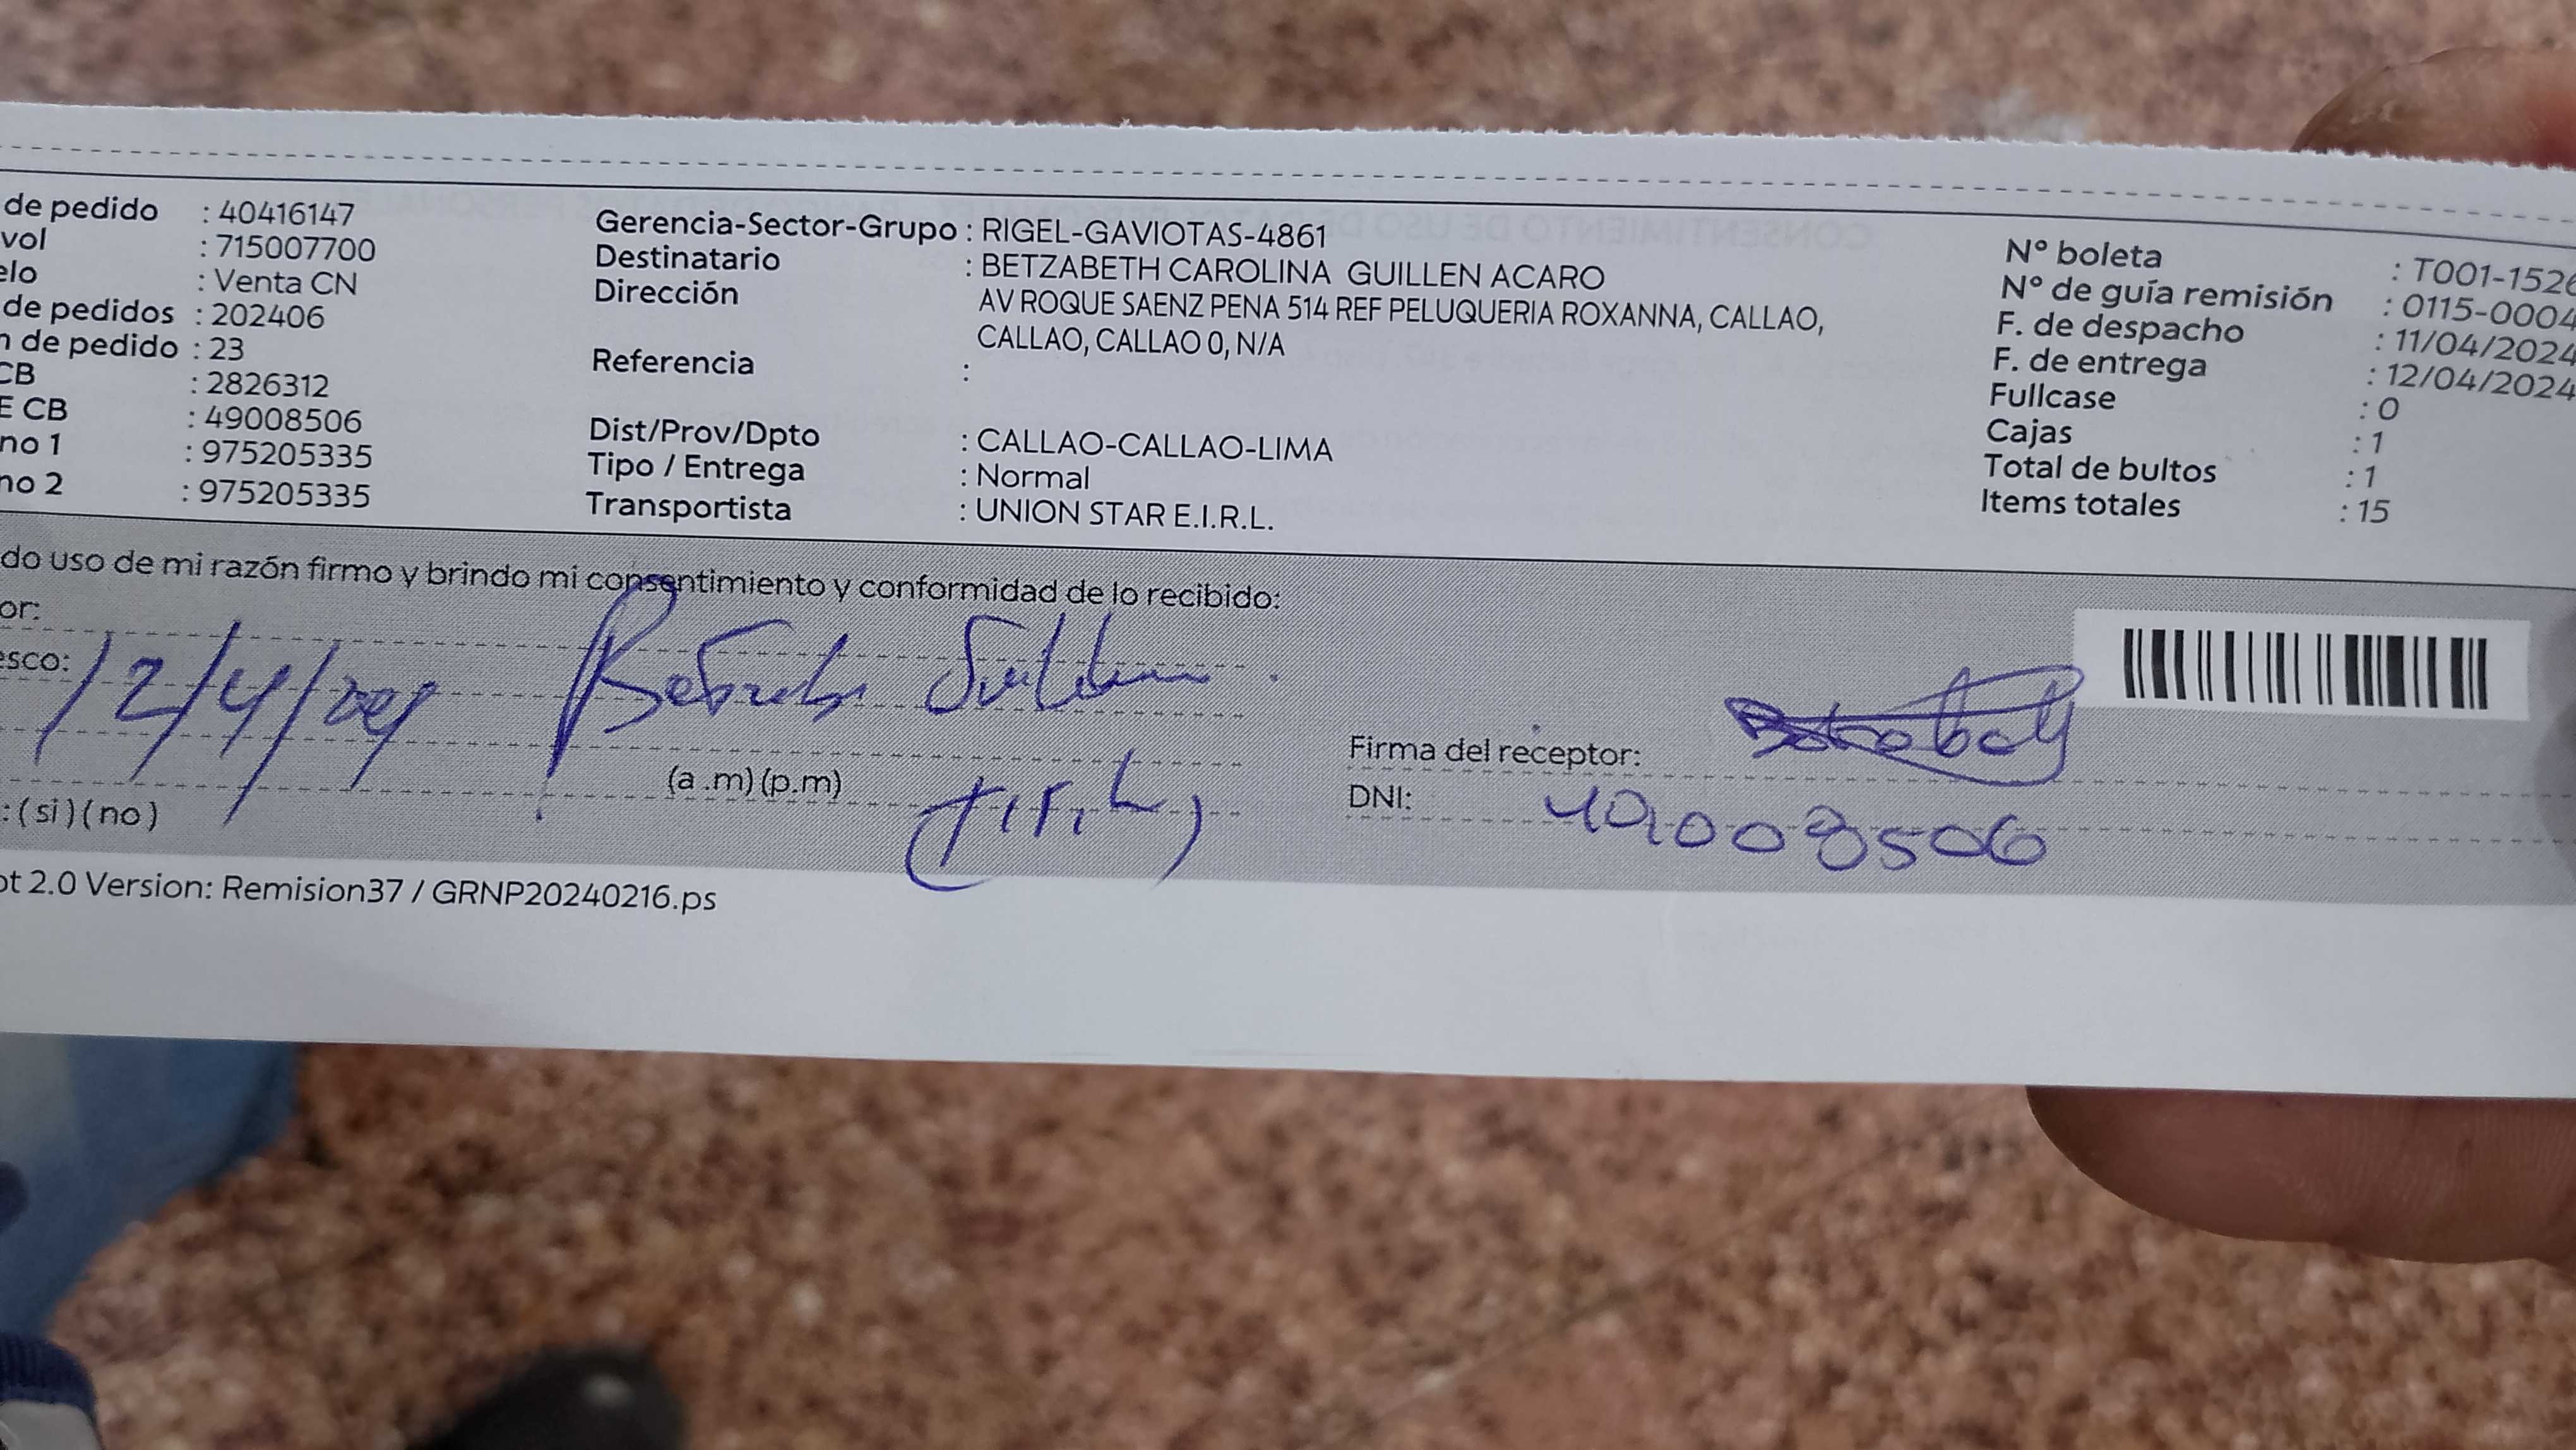 de pedido : 40416147
vol : 715007700
elo : Venta CN
de pedidos : 202406
n de pedido : 23
CB : 2826312
E CB : 49008506
no 1 : 975205335
no 2 : 975205335
Gerencia-Sector-Grupo : RIGEL-GAVIOTAS-4861
Destinatario : BETZABETH CAROLINA GUILLEN ACARO
Dirección AV ROQUE SAENZ PENA 514 REF PELUQUERIA ROXANNA, CALLAO,
CALLAO, CALLAO 0, N/A
Referencia :
Dist/Prov/Dpto : CALLAO-CALLAO-LIMA
Tipo / Entrega : Normal
Transportista : UNION STAR E.I.R.L.
Nº boleta : T001-1526
Nº de guía remisión : 0115-0004
F. de despacho : 11/04/2024
F. de entrega : 12/04/2024
Fullcase : 0
Cajas : 1
Total de bultos : 1
Items totales : 15
do uso de mi razón firmo y brindo mi consentimiento y conformidad de lo recibido:
or:
esco:
12/4/
(a .m) (p.m)
: ( si ) ( no )
Firma del receptor:
DNI: 49008506
ot 2.0 Version: Remision37 / GRNP20240216.ps